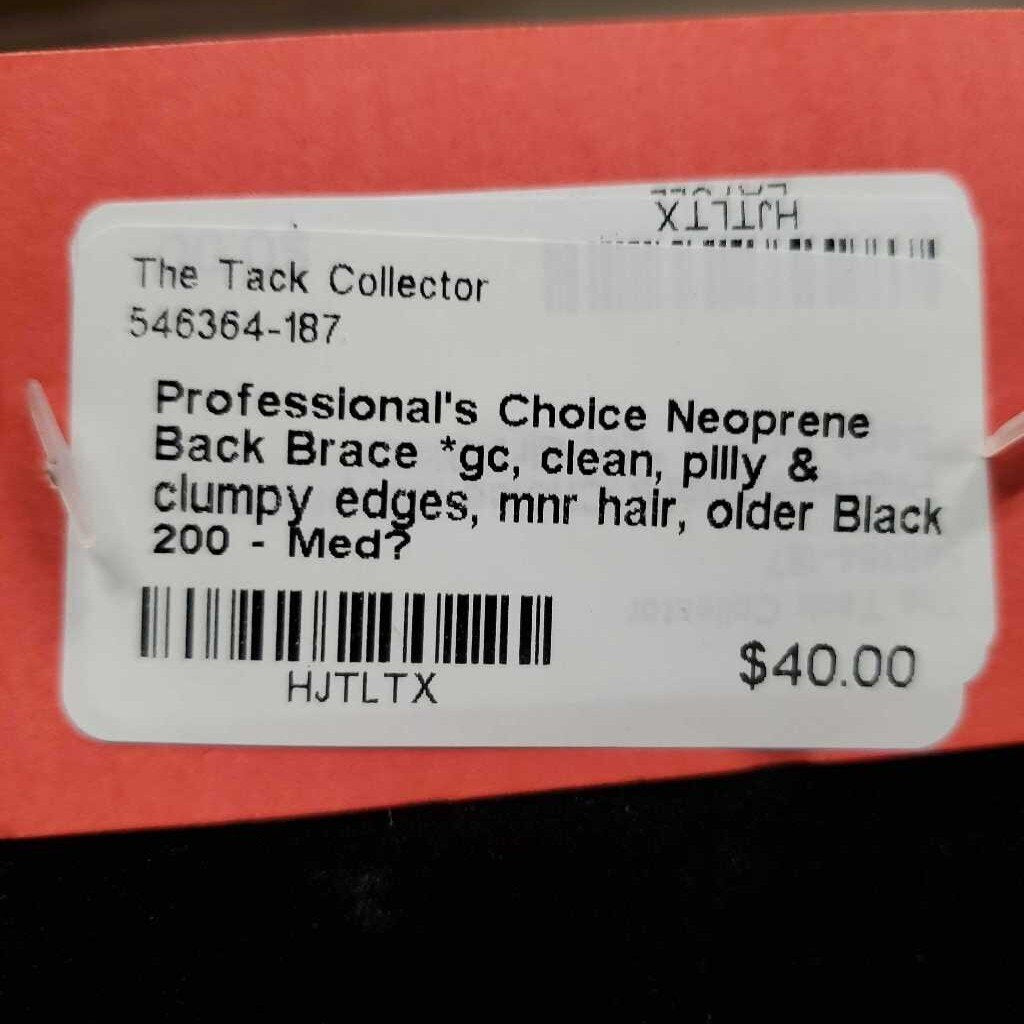 HJTLTX
The Tack Collector
546364-187
Professional's Choice Neoprene
Back Brace *gc, clean, pilly &
clumpy edges, mnr hair, older Black
200 - Med?
HJTLTX
$40.00